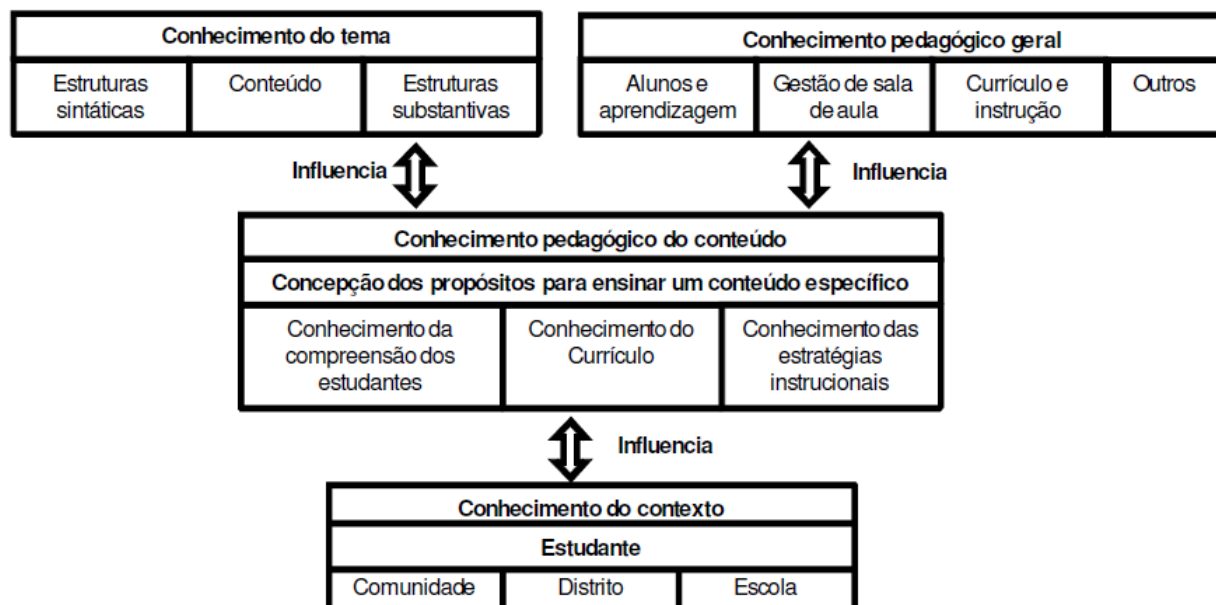 Conhecimento do tema
Estruturas
sintáticas
Conteúdo
Estruturas
substantivas
Conhecimento pedagógico geral
Alunos e
aprendizagem
Gestão de sala
de aula
Currículo e
instrução
Outros
Influencia
Influencia
Conhecimento pedagógico do conteúdo
Concepção dos propósitos para ensinar um conteúdo específico
Conhecimento da
compreensão dos
estudantes
Conhecimento do
Currículo
Conhecimento das
estratégias
instrucionais
Influencia
Conhecimento do contexto
Estudante
Comunidade
Distrito
Escola